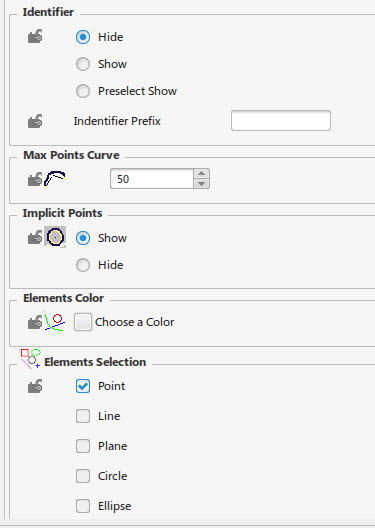 Identifier
Hide
Show
Preselect Show
Indentifier Prefix
Max Points Curve
50
Implicit Points
Show
Hide
Elements Color
Choose a Color
Elements Selection
Point
Line
Plane
Circle
Ellipse